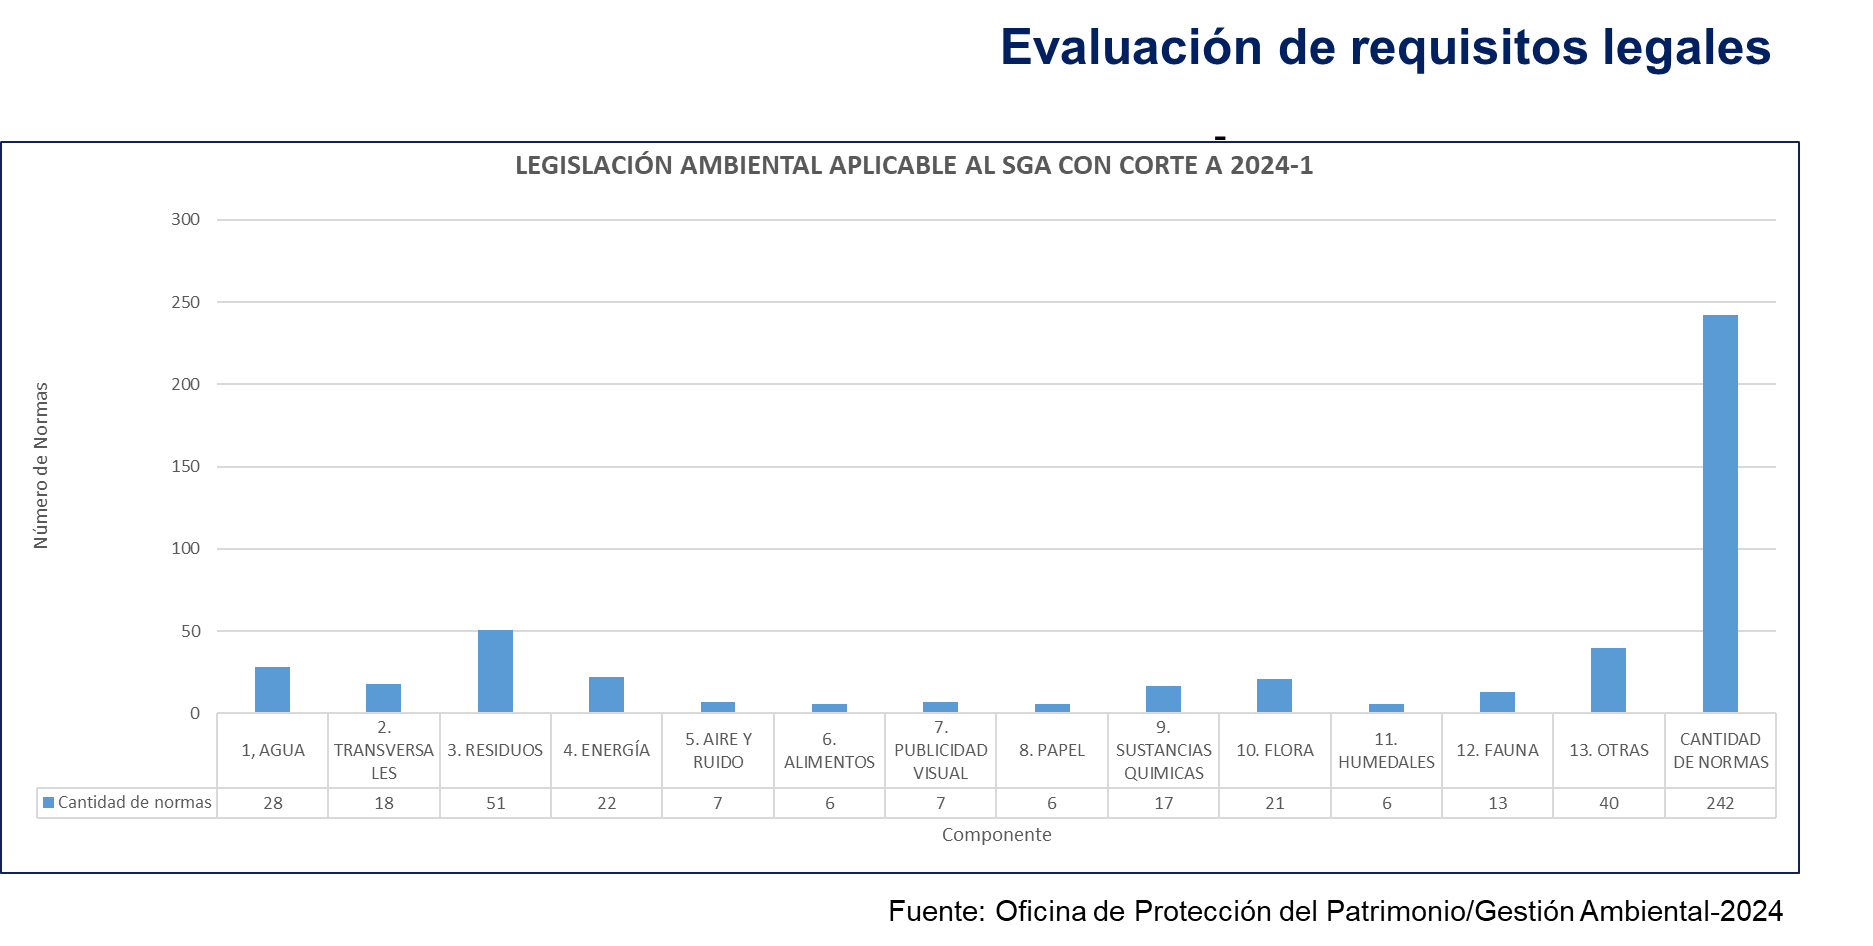 Evaluación de requisitos legales
-
LEGISLACIÓN AMBIENTAL APLICABLE AL SGA CON CORTE A 2024-1
300
250
200
150
100
50
0
Número de Normas
1, AGUA
2.
TRANSVERSA
LES
3. RESIDUOS
4. ENERGÍA
5. AIRE Y
RUIDO
6.
ALIMENTOS
7.
PUBLICIDAD
VISUAL
8. PAPEL
9.
SUSTANCIAS
QUIMICAS
10. FLORA
11.
HUMEDALES
12. FAUNA
13. OTRAS
CANTIDAD
DE NORMAS
Cantidad de normas 28 18 51 22 7 6 7 6 17 21 6 13 40 242
Componente
Fuente: Oficina de Protección del Patrimonio/Gestión Ambiental-2024